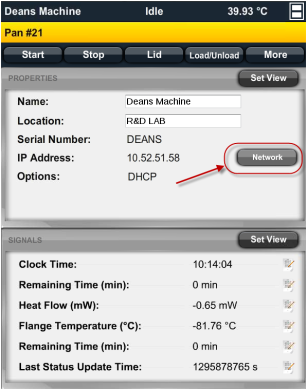 Deans Machine Idle 39.93 °C
Pan #21
Start Stop Lid Load/Unload More
PROPERTIES Set View
Name: Deans Machine
Location: R&D LAB
Serial Number: DEANS
IP Address: 10.52.51.58 Network
Options: DHCP
SIGNALS Set View
Clock Time: 10:14:04
Remaining Time (min): 0 min
Heat Flow (mW): -0.65 mW
Flange Temperature (°C): -81.76 °C
Remaining Time (min): 0 min
Last Status Update Time: 1295878765 s